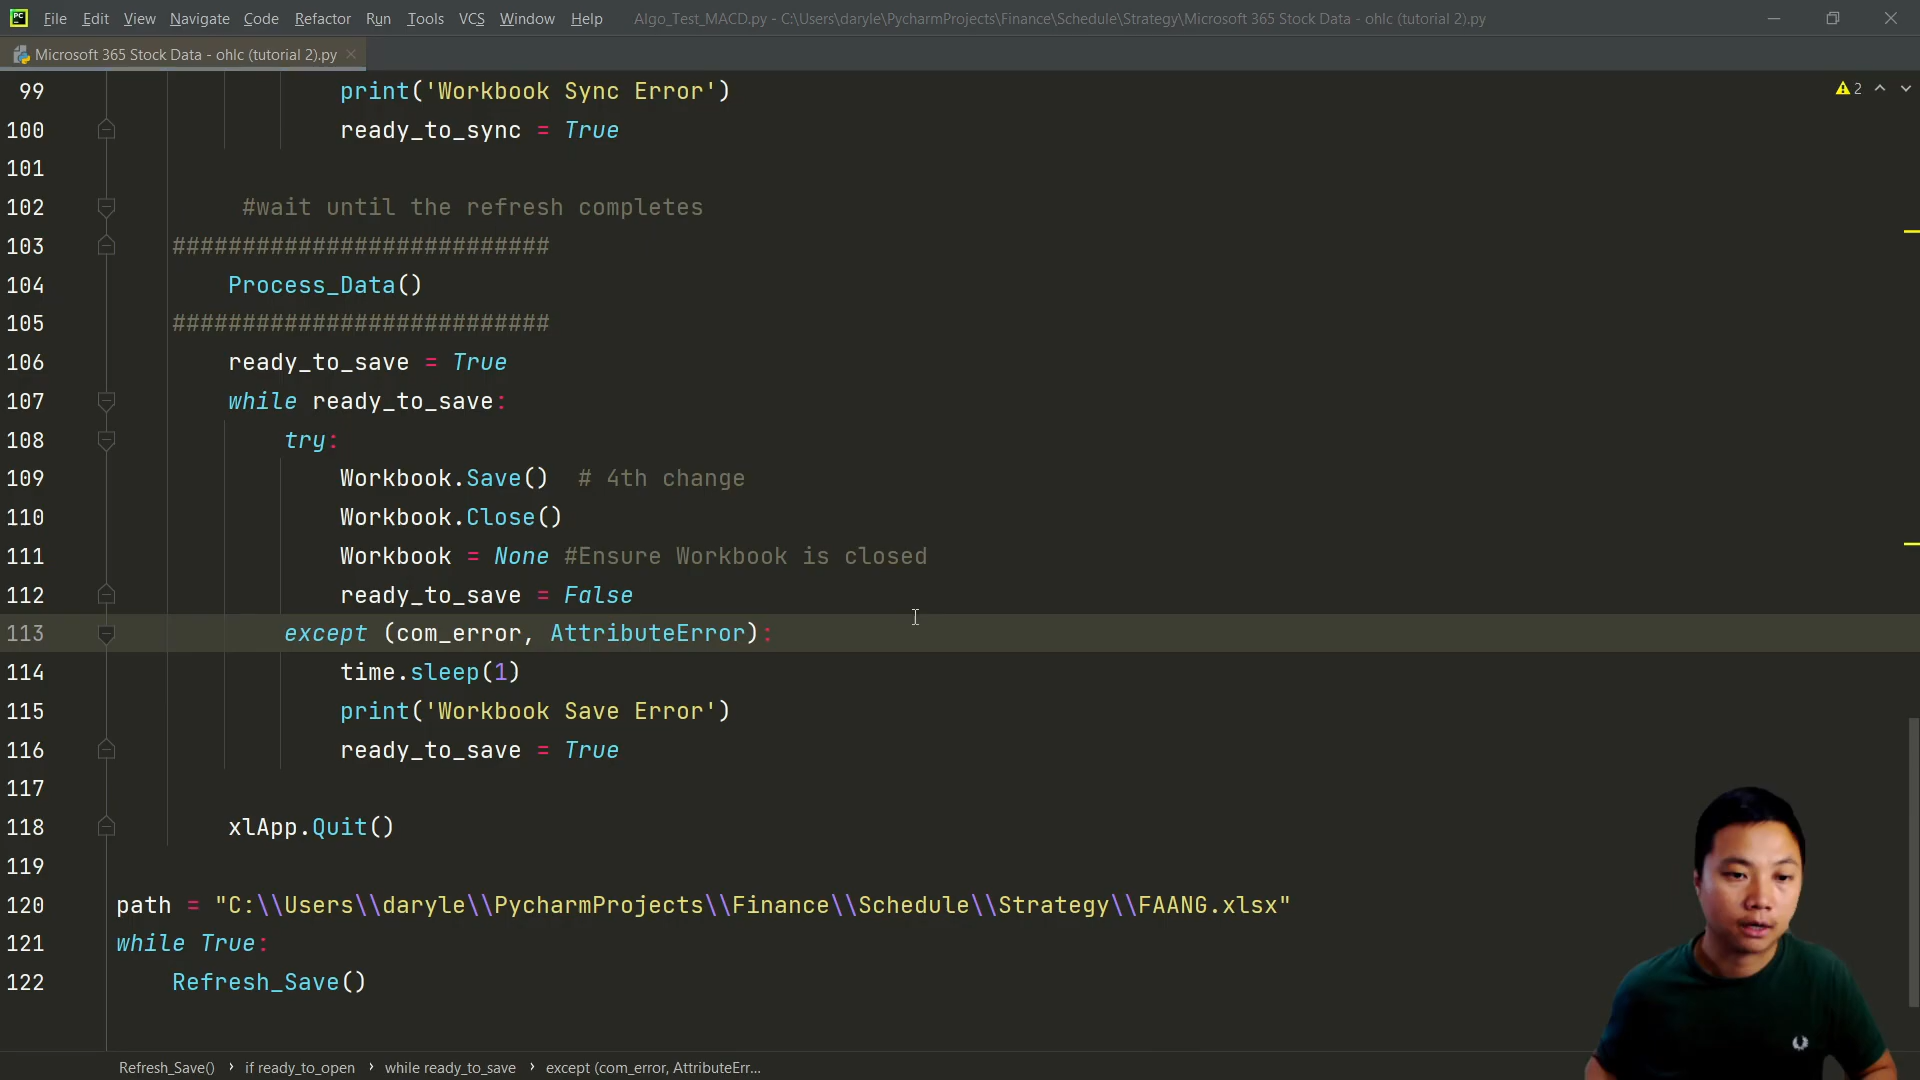 PC File Edit View Navigate Code Refactor Run Tools VCS Window Help Algo_Test_MACD.py - C:\Users\daryle\PycharmProjects\Finance\Schedule\Strategy\Microsoft 365 Stock Data - ohlc (tutorial 2).py
Microsoft 365 Stock Data - ohlc (tutorial 2).py
2
99 print('Workbook Sync Error')
100 ready_to_sync = True
101
102 #wait until the refresh completes
103 ###########################
104 Process_Data()
105 ###########################
106 ready_to_save = True
107 while ready_to_save:
108 try:
109 Workbook.Save()  # 4th change
110 Workbook.Close()
111 Workbook = None #Ensure Workbook is closed
112 ready_to_save = False
113 except (com_error, AttributeError):
114 time.sleep(1)
115 print('Workbook Save Error')
116 ready_to_save = True
117
118 xlApp.Quit()
119
120 path = "C:\\Users\\daryle\\PycharmProjects\\Finance\\Schedule\\Strategy\\FAANG.xlsx"
121 while True:
122 Refresh_Save()
Refresh_Save() › if ready_to_open › while ready_to_save › except (com_error, AttributeErr...